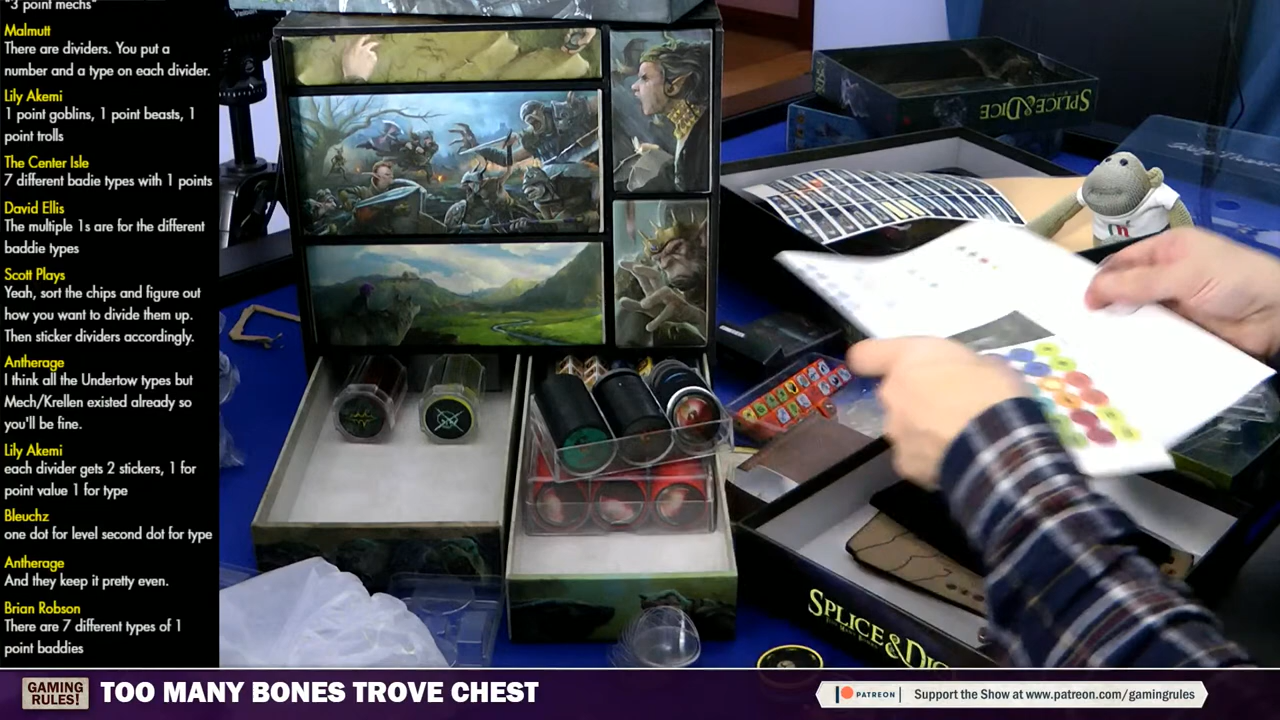 "3 point mechs"
Malmutt
There are dividers. You put a
number and a type on each divider.
Lily Akemi
1 point goblins, 1 point beasts, 1
point trolls
The Center Isle
7 different badie types with 1 points
David Ellis
The multiple 1s are for the different
baddie types
Scott Plays
Yeah, sort the chips and figure out
how you want to divide them up.
Then sticker dividers accordingly.
Antherage
I think all the Undertow types but
Mech/Krellen existed already so
you'll be fine.
Lily Akemi
each divider gets 2 stickers, 1 for
point value 1 for type
Bleuchz
one dot for level second dot for type
Antherage
And they keep it pretty even.
Brian Robson
There are 7 different types of 1
point baddies
SPLICE&DICE
SPLICE&DICE
GAMING
RULES!
TOO MANY BONES TROVE CHEST
PATREON
Support the Show at www.patreon.com/gamingrules